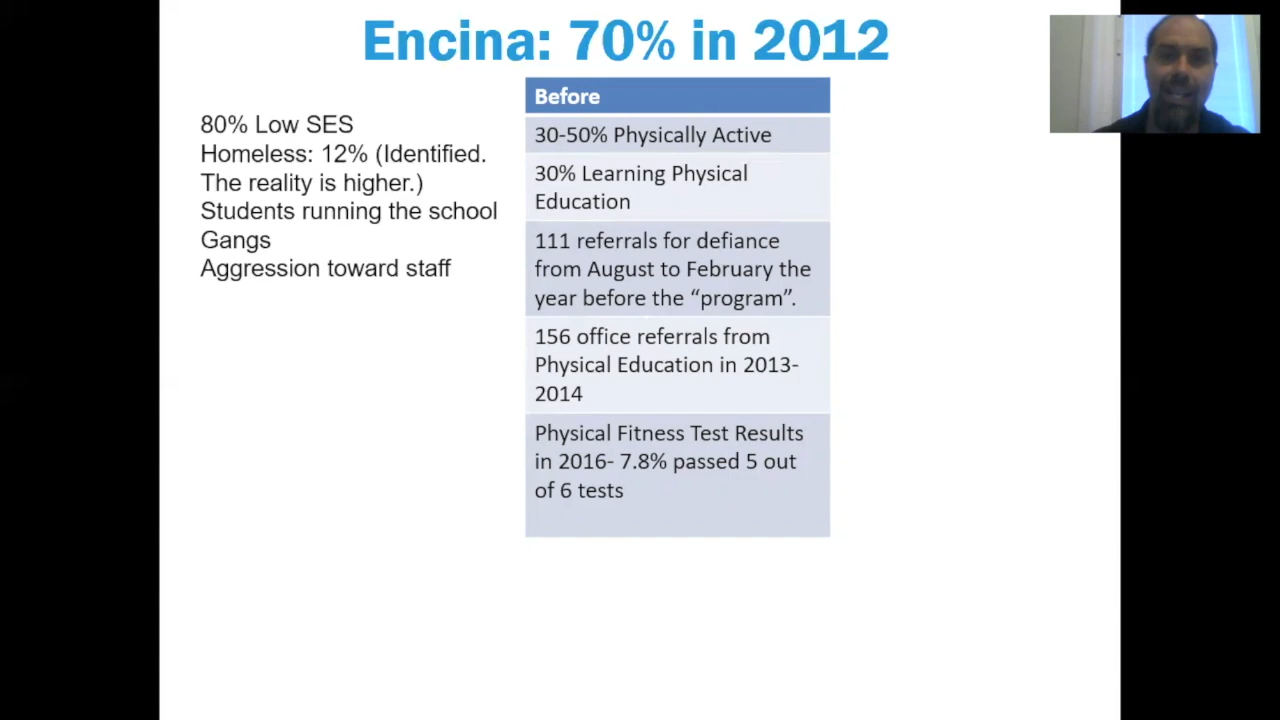 Encina: 70% in 2012
80% Low SES
Homeless: 12% (Identified.
The reality is higher.)
Students running the school
Gangs
Aggression toward staff
Before
30-50% Physically Active
30% Learning Physical
Education
111 referrals for defiance
from August to February the
year before the “program”.
156 office referrals from
Physical Education in 2013-
2014
Physical Fitness Test Results
in 2016- 7.8% passed 5 out
of 6 tests